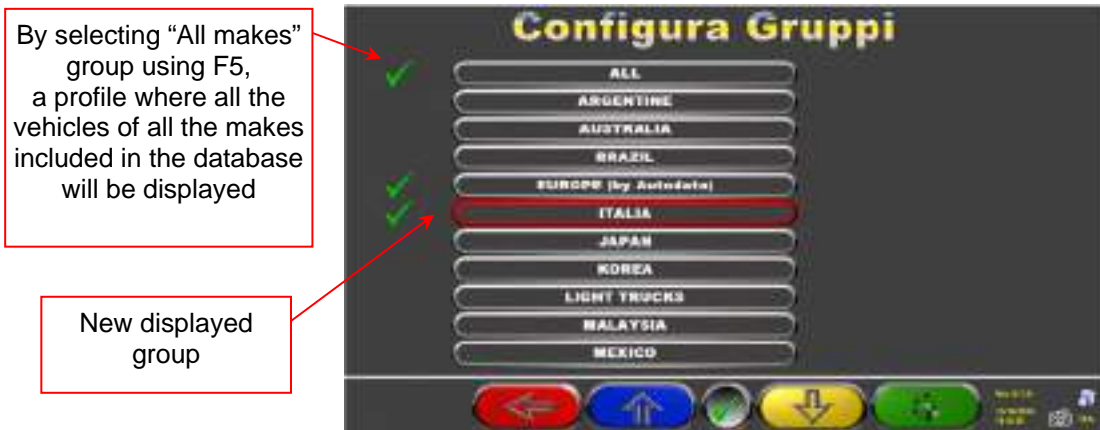 By selecting “All makes”
group using F5,
a profile where all the
vehicles of all the makes
included in the database
will be displayed
New displayed
group
Configura Gruppi
ALL
ARGENTINE
AUSTRALIA
BRAZIL
EUROPE (by Autodata)
ITALIA
JAPAN
KOREA
LIGHT TRUCKS
MALAYSIA
MEXICO